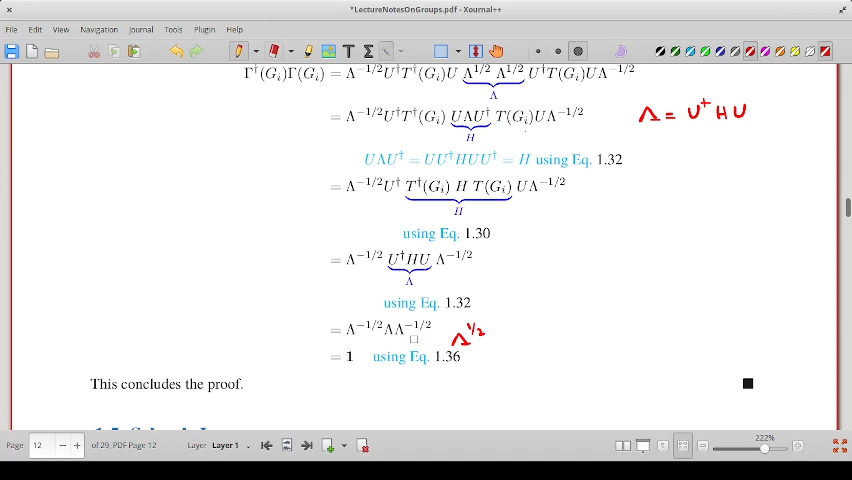 *LectureNotesOnGroups.pdf - Xournal++
File Edit View Navigation Journal Tools Plugin Help
Γ†(Gᵢ)Γ(Gᵢ) = Λ^{-1/2}U†T†(Gᵢ)U Λ^{1/2} Λ^{1/2} U†T(Gᵢ)UΛ^{-1/2}
Λ
= Λ^{-1/2}U†T†(Gᵢ) UΛU† T(Gᵢ)UΛ^{-1/2} Λ = U†HU
H
UΛU† = UU†HUU† = H using Eq. 1.32
= Λ^{-1/2}U† T†(Gᵢ) H T(Gᵢ) UΛ^{-1/2}
H
using Eq. 1.30
= Λ^{-1/2} U†HU Λ^{-1/2}
Λ
using Eq. 1.32
= Λ^{-1/2}ΛΛ^{-1/2} Λ^{1/2}
= 1 using Eq. 1.36
This concludes the proof. ■
Page 12 of 29, PDF Page 12 Layer Layer 1 222%